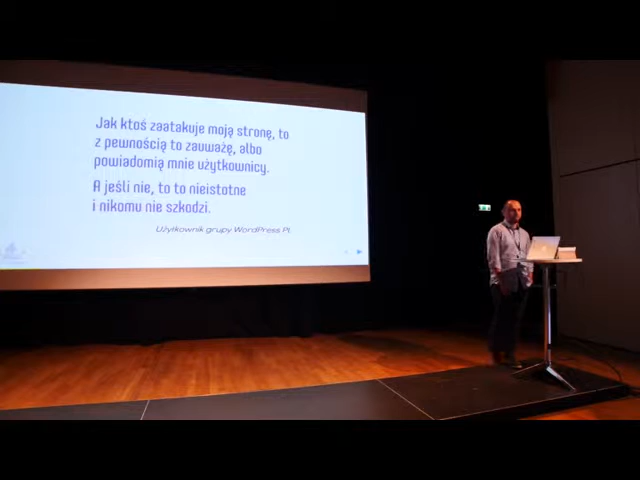 Jak ktoś zaatakuje moją stronę, to
z pewnością to zauważę, albo
powiadomią mnie użytkownicy.
A jeśli nie, to to nieistotne
i nikomu nie szkodzi.
Użytkownik grupy WordPress PL